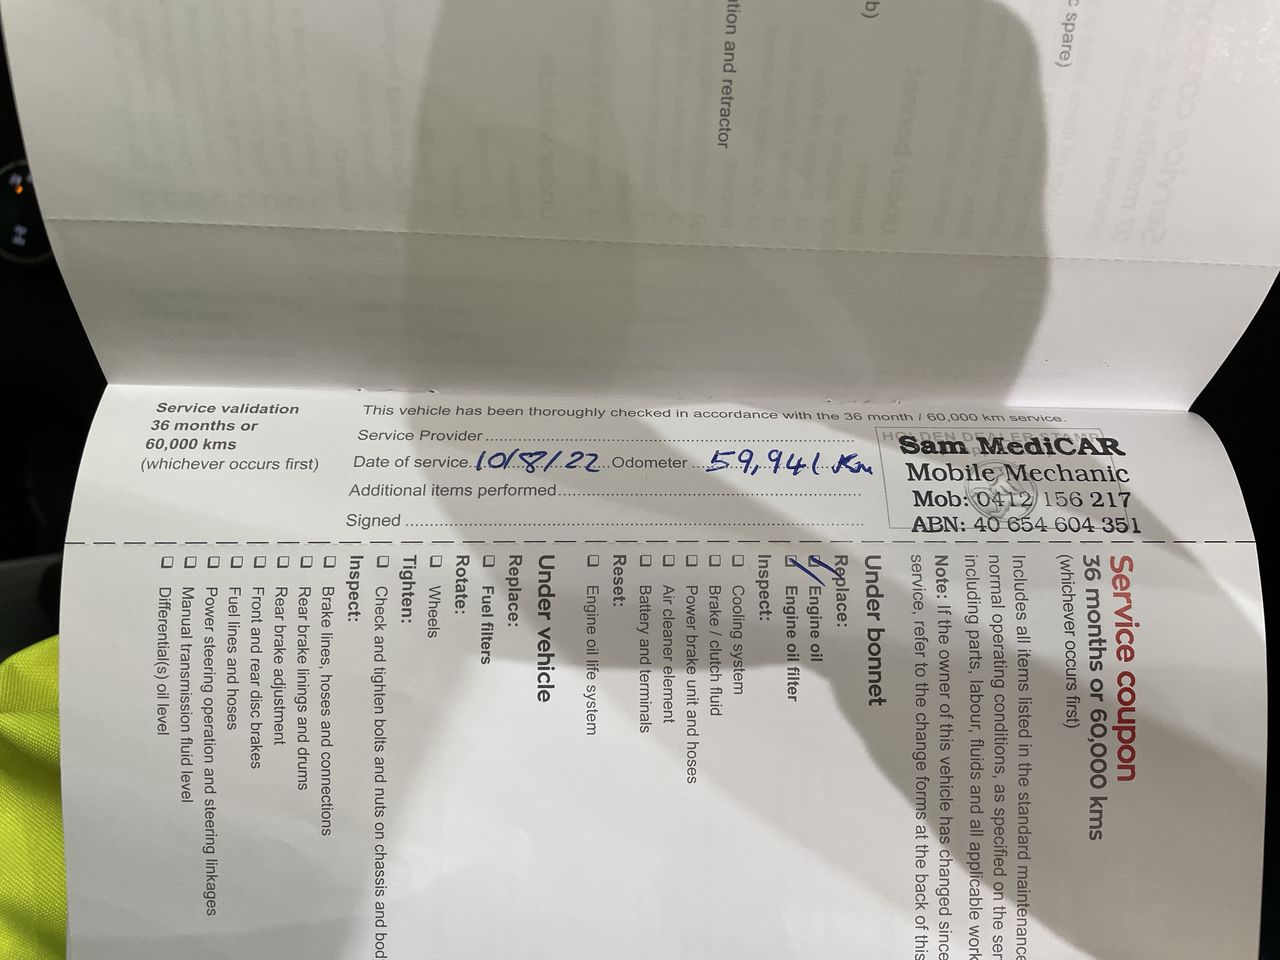 tion and retractor
b)
c spare)
Service validation
36 months or
60,000 kms
(whichever occurs first)
This vehicle has been thoroughly checked in accordance with the 36 month / 60,000 km service.
Service Provider
Date of service 10/8/22 Odometer 59,941 Km
Additional items performed
Signed
HOLDEN DEALER STAMP
Sam MediCAR
Mobile Mechanic
Mob: 0412 156 217
ABN: 40 654 604 351
Service coupon
36 months or 60,000 kms
(whichever occurs first)
Includes all items listed in the standard maintenance
normal operating conditions, as specified on the ser
including parts, labour, fluids and all applicable work
Note: If the owner of this vehicle has changed since
service, refer to the change forms at the back of this
Under bonnet
Replace:
Engine oil
Engine oil filter
Inspect:
Cooling system
Brake / clutch fluid
Power brake unit and hoses
Air cleaner element
Battery and terminals
Reset:
Engine oil life system
Under vehicle
Replace:
Fuel filters
Rotate:
Wheels
Tighten:
Check and tighten bolts and nuts on chassis and bod
Inspect:
Brake lines, hoses and connections
Rear brake linings and drums
Rear brake adjustment
Front and rear disc brakes
Fuel lines and hoses
Power steering operation and steering linkages
Manual transmission fluid level
Differential(s) oil level